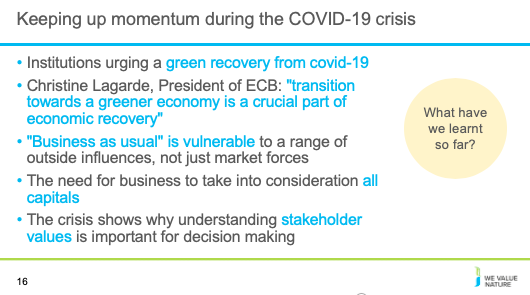 Keeping up momentum during the COVID-19 crisis
• Institutions urging a green recovery from covid-19
• Christine Lagarde, President of ECB: "transition
towards a greener economy is a crucial part of
economic recovery"
• "Business as usual" is vulnerable to a range of
outside influences, not just market forces
• The need for business to take into consideration all
capitals
• The crisis shows why understanding stakeholder
values is important for decision making
What have
we learnt
so far?
16
WE VALUE
NATURE